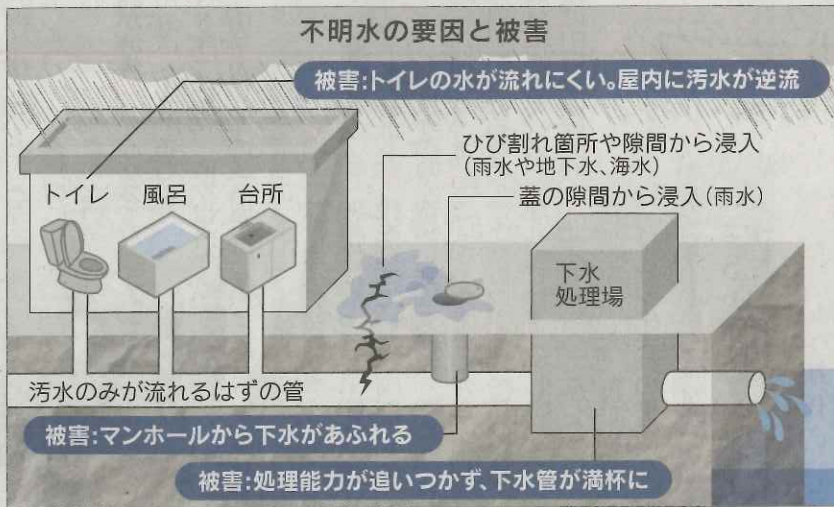 不明水の要因と被害
被害:トイレの水が流れにくい。屋内に汚水が逆流
ひび割れ箇所や隙間から浸入
(雨水や地下水、海水)
蓋の隙間から浸入(雨水)
トイレ
風呂
台所
下水
処理場
汚水のみが流れるはずの管
被害:マンホールから下水があふれる
被害:処理能力が追いつかず、下水管が満杯に